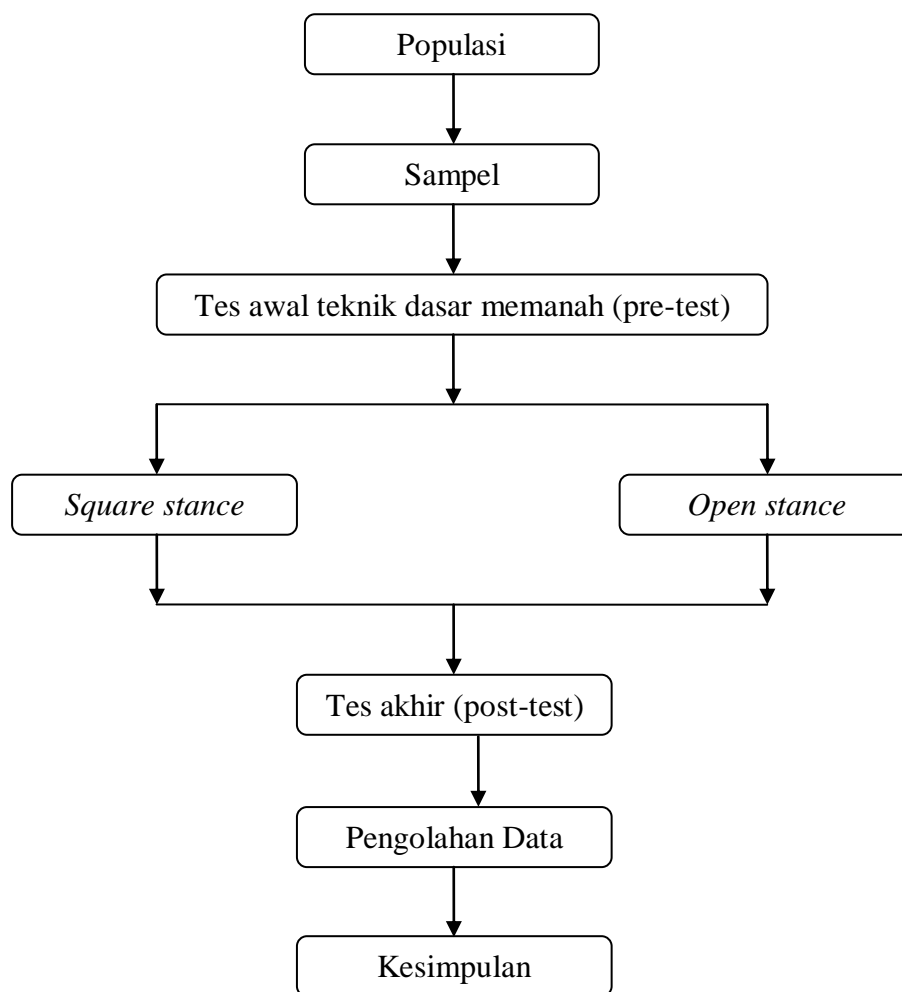 Populasi
Sampel
Tes awal teknik dasar memanah (pre-test)
Square stance
Open stance
Tes akhir (post-test)
Pengolahan Data
Kesimpulan